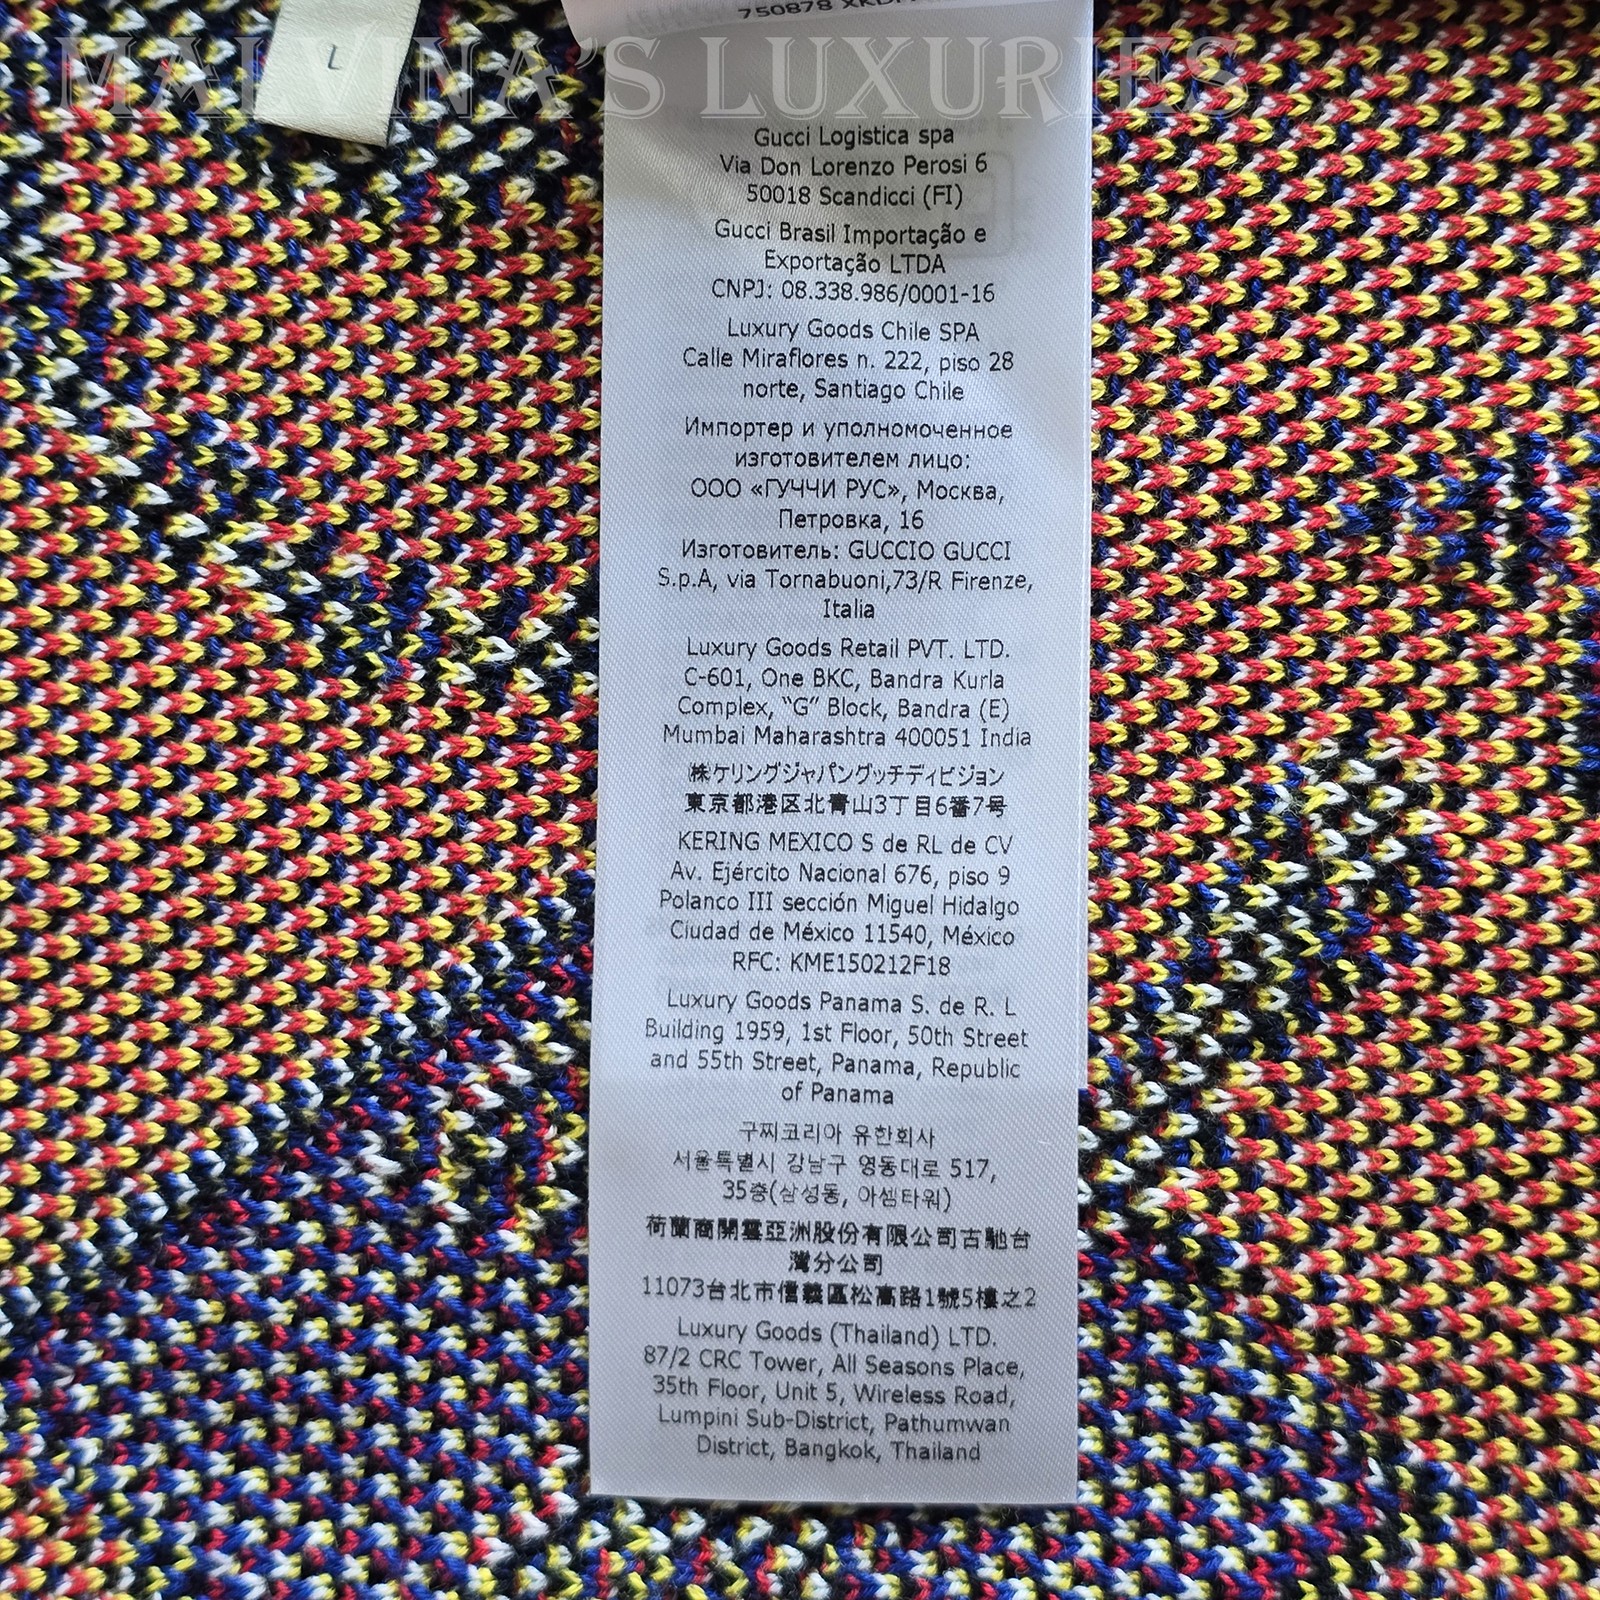 750878
L
MALVINA'S LUXURIES
Gucci Logistica spa
Via Don Lorenzo Perosi 6
50018 Scandicci (FI)
Gucci Brasil Importação e
Exportação LTDA
CNPJ: 08.338.986/0001-16
Luxury Goods Chile SPA
Calle Miraflores n. 222, piso 28
norte, Santiago Chile
Импортер и уполномоченное
изготовителем лицо:
ООО «ГУЧЧИ РУС», Москва,
Петровка, 16
Изготовитель: GUCCIO GUCCI
S.p.A, via Tornabuoni,73/R Firenze,
Italia
Luxury Goods Retail PVT. LTD.
C-601, One BKC, Bandra Kurla
Complex, “G” Block, Bandra (E)
Mumbai Maharashtra 400051 India
㈱ケリングジャパングッチディビジョン
東京都港区北青山3丁目6番7号
KERING MEXICO S de RL de CV
Av. Ejército Nacional 676, piso 9
Polanco III sección Miguel Hidalgo
Ciudad de México 11540, México
RFC: KME150212F18
Luxury Goods Panama S. de R. L
Building 1959, 1st Floor, 50th Street
and 55th Street, Panama, Republic
of Panama
구찌코리아 유한회사
서울특별시 강남구 영동대로 517,
35층(삼성동, 아셈타워)
荷蘭商開雲亞洲股份有限公司古馳台
灣分公司
11073台北市信義區松高路1號5樓之2
Luxury Goods (Thailand) LTD.
87/2 CRC Tower, All Seasons Place,
35th Floor, Unit 5, Wireless Road,
Lumpini Sub-District, Pathumwan
District, Bangkok, Thailand